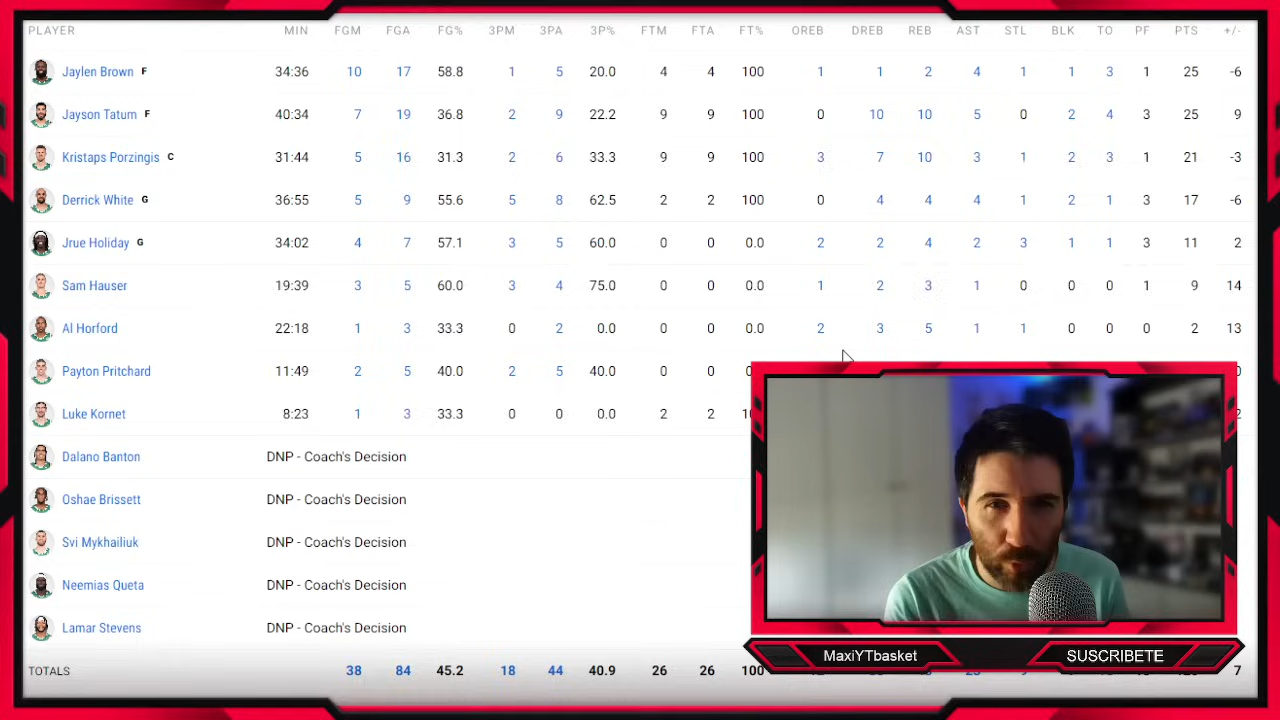 PLAYER MIN FGM FGA FG% 3PM 3PA 3P% FTM FTA FT% OREB DREB REB AST STL BLK TO PF PTS +/-
Jaylen Brown F 34:36 10 17 58.8 1 5 20.0 4 4 100 1 1 2 4 1 1 3 1 25 -6
Jayson Tatum F 40:34 7 19 36.8 2 9 22.2 9 9 100 0 10 10 5 0 2 4 3 25 9
Kristaps Porzingis C 31:44 5 16 31.3 2 6 33.3 9 9 100 3 7 10 3 1 2 3 1 21 -3
Derrick White G 36:55 5 9 55.6 5 8 62.5 2 2 100 0 4 4 4 1 2 1 3 17 -6
Jrue Holiday G 34:02 4 7 57.1 3 5 60.0 0 0 0.0 2 2 4 2 3 1 1 3 11 2
Sam Hauser 19:39 3 5 60.0 3 4 75.0 0 0 0.0 1 2 3 1 0 0 0 1 9 14
Al Horford 22:18 1 3 33.3 0 2 0.0 0 0 0.0 2 3 5 1 1 0 0 0 2 13
Payton Pritchard 11:49 2 5 40.0 2 5 40.0 0 0
Luke Kornet 8:23 1 3 33.3 0 0 0.0 2 2
Dalano Banton DNP - Coach's Decision
Oshae Brissett DNP - Coach's Decision
Svi Mykhailiuk DNP - Coach's Decision
Neemias Queta DNP - Coach's Decision
Lamar Stevens DNP - Coach's Decision
TOTALS 38 84 45.2 18 44 40.9 26 26 100 7
MaxiYTbasket SUSCRIBETE